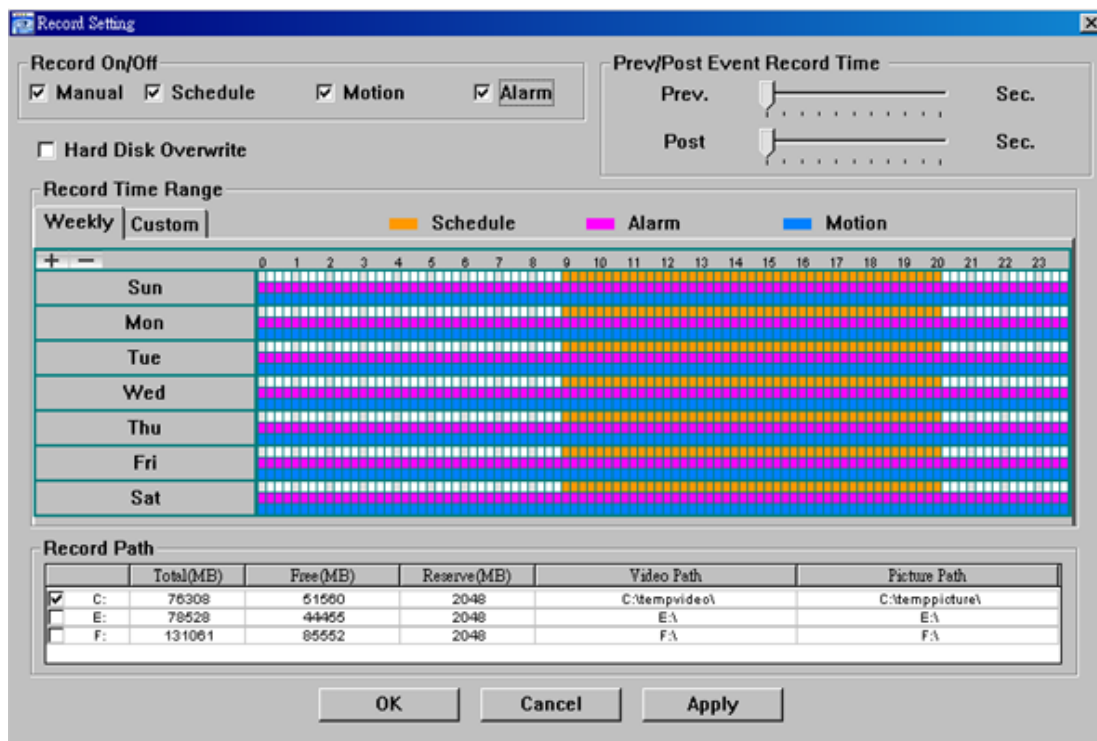 Record Setting
Record On/Off
Manual Schedule Motion Alarm
Prev/Post Event Record Time
Prev. Sec.
Post Sec.
Hard Disk Overwrite
Record Time Range
Weekly Custom Schedule Alarm Motion
+ − 0 1 2 3 4 5 6 7 8 9 10 11 12 13 14 15 16 17 18 19 20 21 22 23
Sun
Mon
Tue
Wed
Thu
Fri
Sat
Record Path
Total(MB) Free(MB) Reserve(MB) Video Path Picture Path
C: 76308 51560 2048 C:\tempvideo\ C:\temppicture\
E: 78528 44455 2048 E:\ E:\
F: 131061 85552 2048 F:\ F:\
OK Cancel Apply